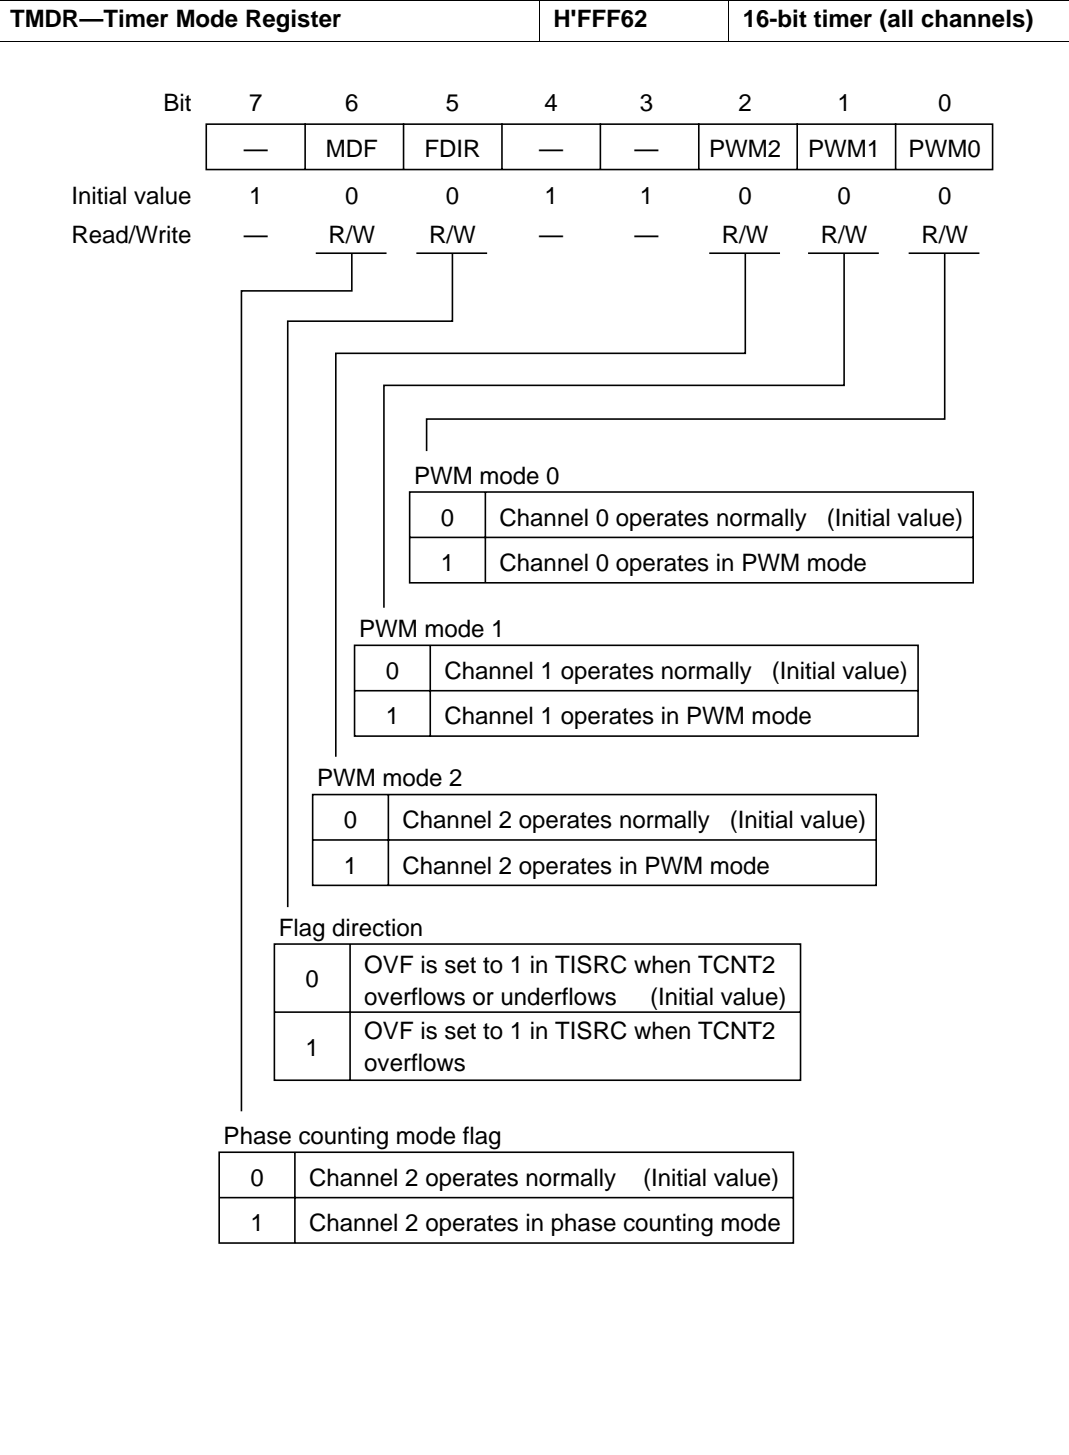 TMDR—Timer Mode Register H'FFF62 16-bit timer (all channels)
Bit 7 6 5 4 3 2 1 0
— MDF FDIR — — PWM2 PWM1 PWM0
Initial value 1 0 0 1 1 0 0 0
Read/Write — R/W R/W — — R/W R/W R/W
PWM mode 0
0 Channel 0 operates normally (Initial value)
1 Channel 0 operates in PWM mode
PWM mode 1
0 Channel 1 operates normally (Initial value)
1 Channel 1 operates in PWM mode
PWM mode 2
0 Channel 2 operates normally (Initial value)
1 Channel 2 operates in PWM mode
Flag direction
0 OVF is set to 1 in TISRC when TCNT2
overflows or underflows (Initial value)
1 OVF is set to 1 in TISRC when TCNT2
overflows
Phase counting mode flag
0 Channel 2 operates normally (Initial value)
1 Channel 2 operates in phase counting mode